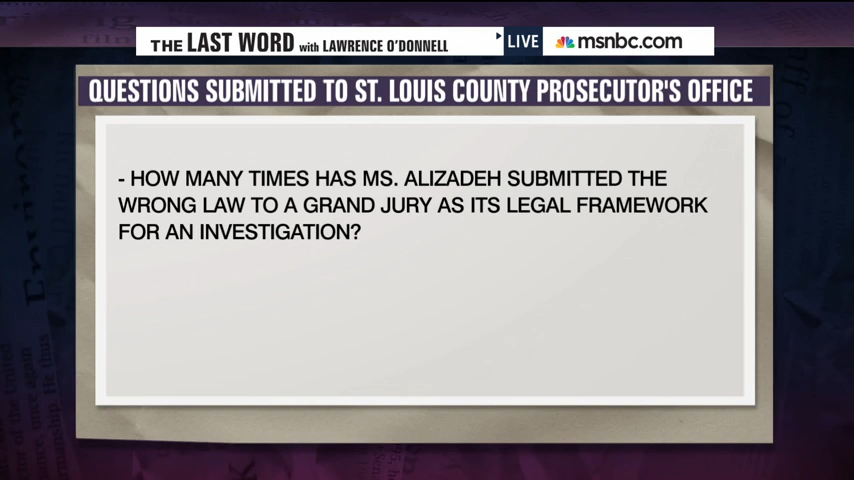 THE LAST WORD WITH LAWRENCE O'DONNELL LIVE msnbc.com
QUESTIONS SUBMITTED TO ST. LOUIS COUNTY PROSECUTOR'S OFFICE
- HOW MANY TIMES HAS MS. ALIZADEH SUBMITTED THE
WRONG LAW TO A GRAND JURY AS ITS LEGAL FRAMEWORK
FOR AN INVESTIGATION?